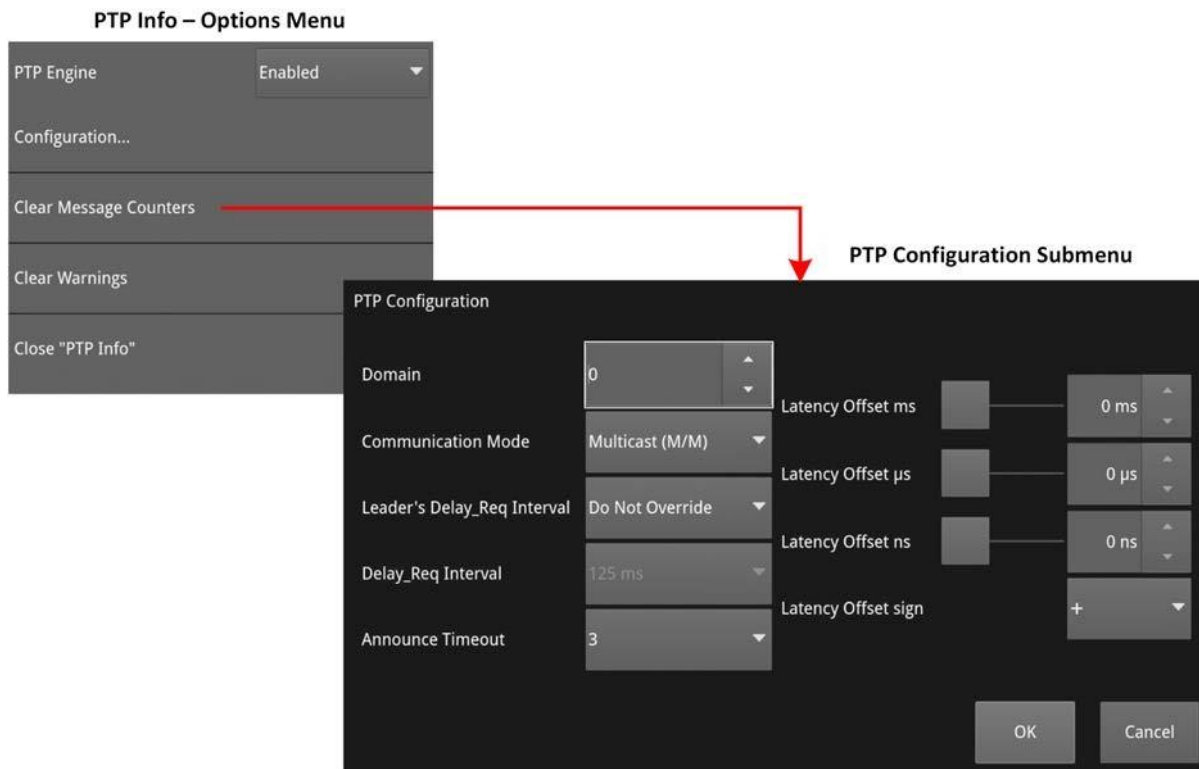 PTP Info – Options Menu
PTP Engine Enabled
Configuration...
Clear Message Counters
Clear Warnings
Close "PTP Info"
PTP Configuration Submenu
PTP Configuration
Domain 0
Communication Mode Multicast (M/M)
Leader's Delay_Req Interval Do Not Override
Delay_Req Interval 125 ms
Announce Timeout 3
Latency Offset ms 0 ms
Latency Offset µs 0 µs
Latency Offset ns 0 ns
Latency Offset sign +
OK Cancel